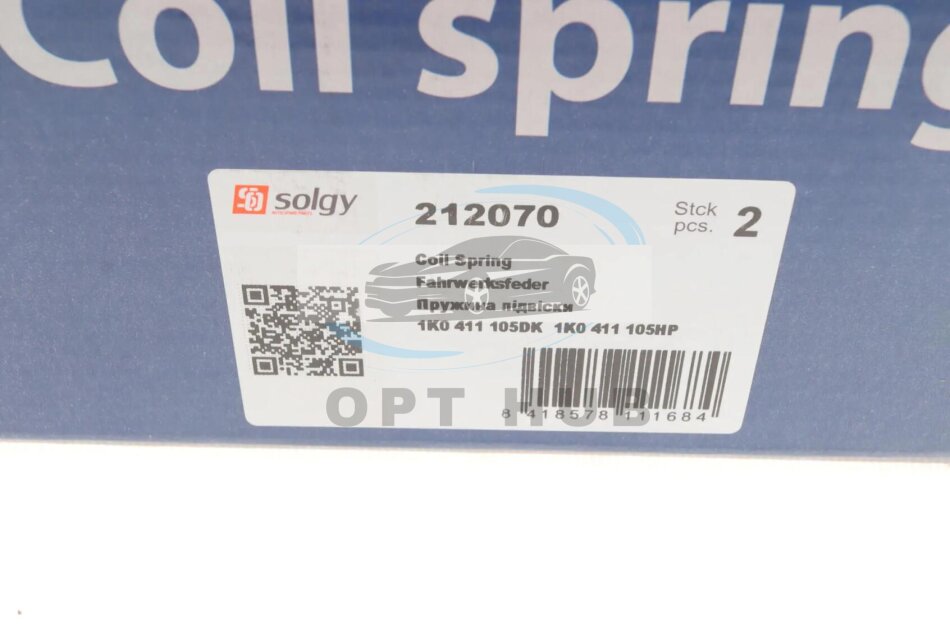 Coil spring
solgy
212070
Stck
pcs. 2
Coil Spring
Fahrwerksfeder
Пружина підвіски
1K0 411 105DK 1K0 411 105HP
8 418578 111684
OPT HUB